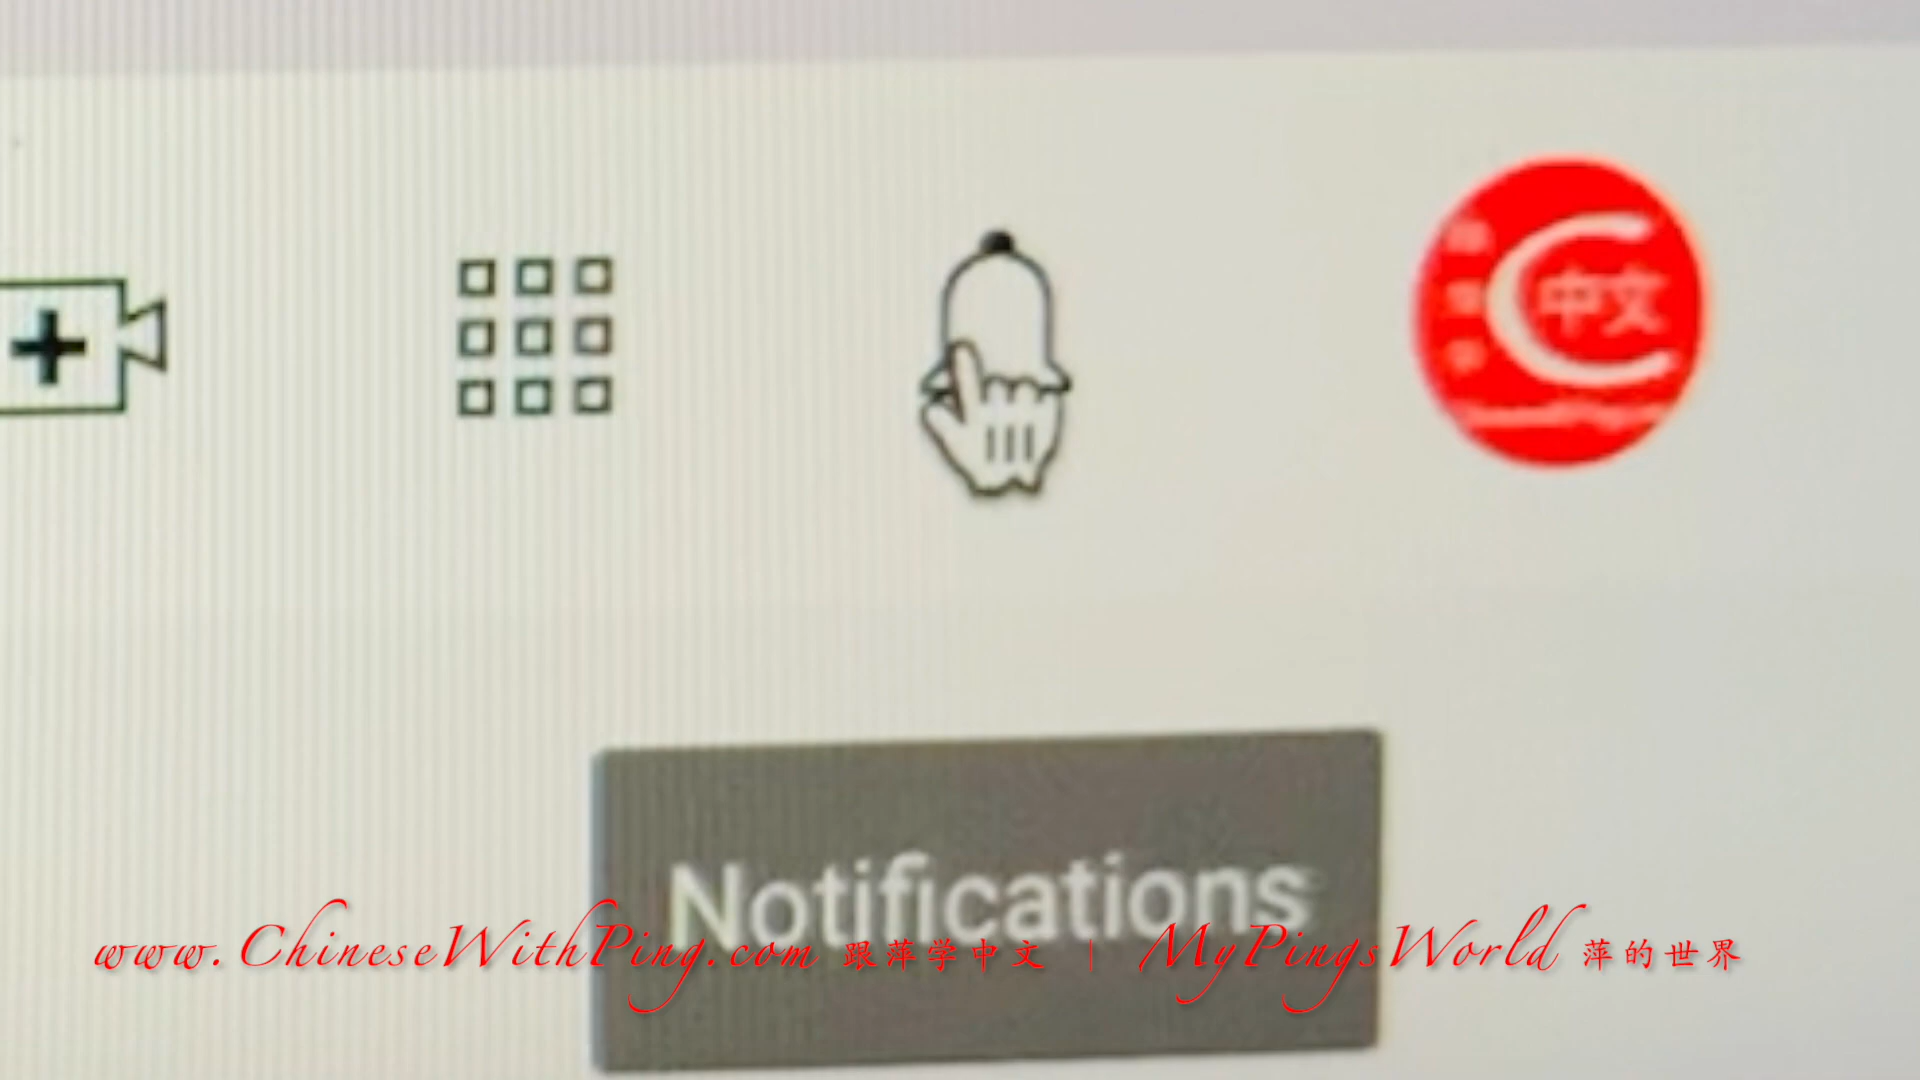 中文
Notifications
www.ChineseWithPing.com 跟萍学中文 | MyPingsWorld 萍的世界